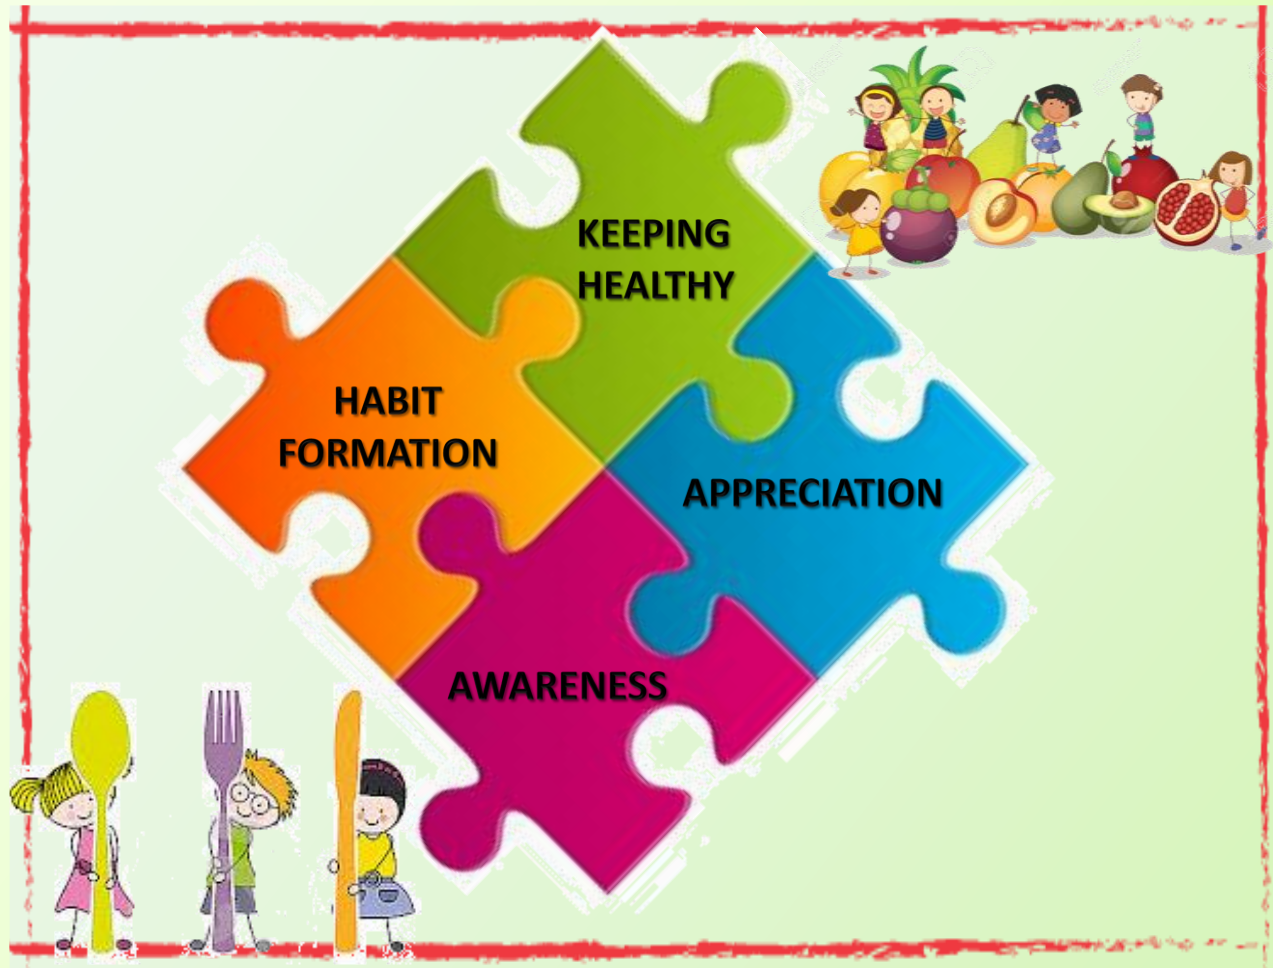 KEEPING
HEALTHY
HABIT
FORMATION
APPRECIATION
AWARENESS